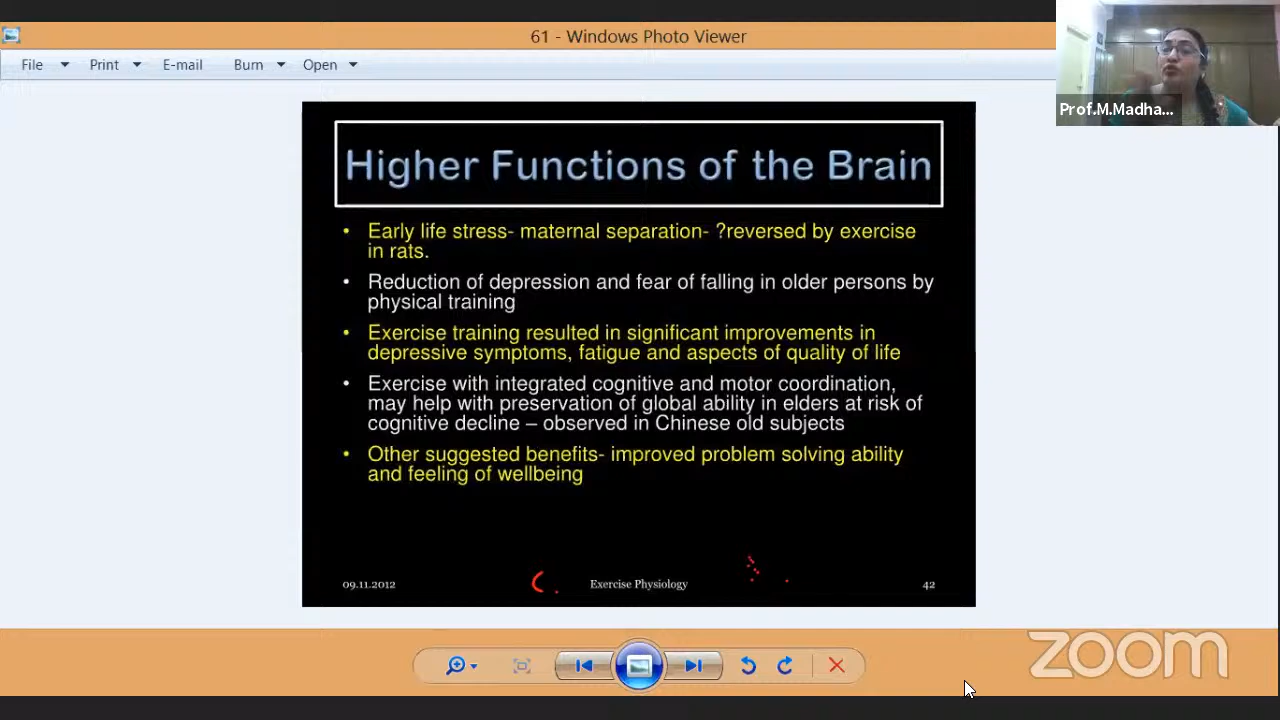 61 - Windows Photo Viewer
File Print E-mail Burn Open
Prof.M.Madha...
Higher Functions of the Brain
• Early life stress- maternal separation- ?reversed by exercise
in rats.
• Reduction of depression and fear of falling in older persons by
physical training
• Exercise training resulted in significant improvements in
depressive symptoms, fatigue and aspects of quality of life
• Exercise with integrated cognitive and motor coordination,
may help with preservation of global ability in elders at risk of
cognitive decline – observed in Chinese old subjects
• Other suggested benefits- improved problem solving ability
and feeling of wellbeing
09.11.2012 Exercise Physiology 42
zoom